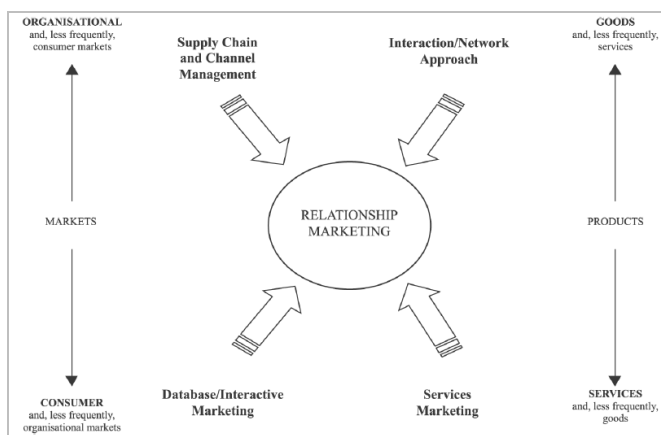 ORGANISATIONAL
and, less frequently,
consumer markets
Supply Chain
and Channel
Management
Interaction/Network
Approach
GOODS
and, less frequently,
services
MARKETS
RELATIONSHIP
MARKETING
PRODUCTS
CONSUMER
and, less frequently,
organisational markets
Database/Interactive
Marketing
Services
Marketing
SERVICES
and, less frequently,
goods